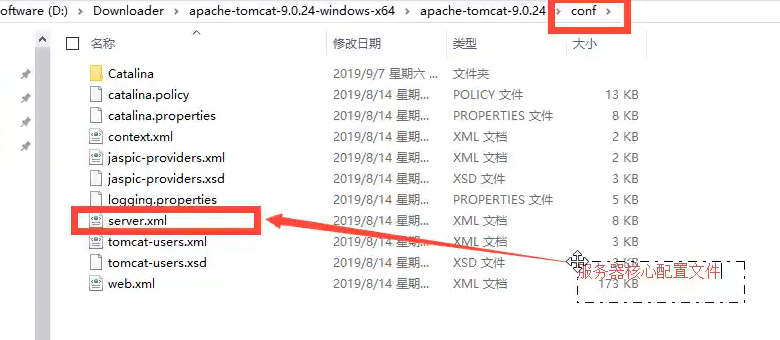 oftware (D:) › Downloader › apache-tomcat-9.0.24-windows-x64 › apache-tomcat-9.0.24 › conf ›
名称 修改日期 类型 大小
Catalina 2019/9/7 星期六 ... 文件夹
catalina.policy 2019/8/14 星期... POLICY 文件 13 KB
catalina.properties 2019/8/14 星期... PROPERTIES 文件 8 KB
context.xml 2019/8/14 星期... XML 文档 2 KB
jaspic-providers.xml 2019/8/14 星期... XML 文档 2 KB
jaspic-providers.xsd 2019/8/14 星期... XSD 文件 3 KB
logging.properties 2019/8/14 星期... PROPERTIES 文件 5 KB
server.xml 2019/8/14 星期... XML 文档 8 KB
tomcat-users.xml 2019/8/14 星期... XML 文档 3 KB
tomcat-users.xsd 2019/8/14 星期... XSD 文件 KB
服务器核心配置文件
web.xml 2019/8/14 星期... XML 文档 173 KB